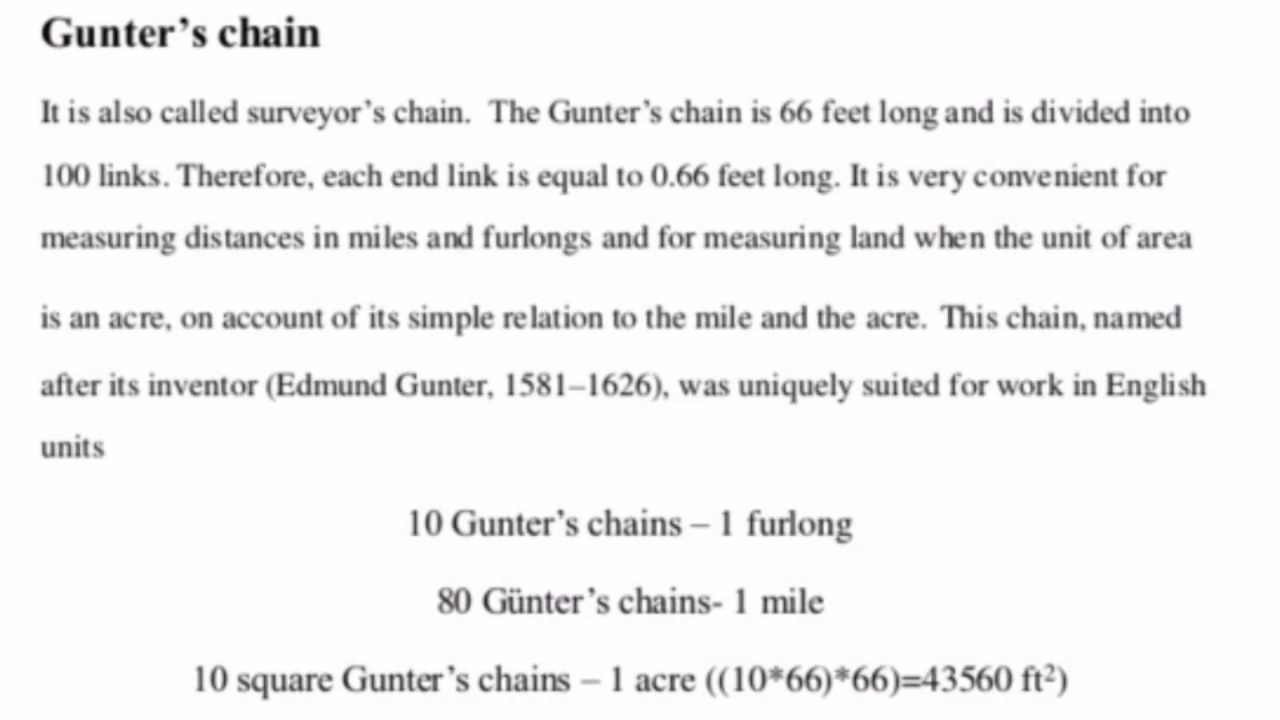 Gunter’s chain
It is also called surveyor’s chain. The Gunter’s chain is 66 feet long and is divided into
100 links. Therefore, each end link is equal to 0.66 feet long. It is very convenient for
measuring distances in miles and furlongs and for measuring land when the unit of area
is an acre, on account of its simple relation to the mile and the acre. This chain, named
after its inventor (Edmund Gunter, 1581–1626), was uniquely suited for work in English
units
10 Gunter’s chains – 1 furlong
80 Günter’s chains- 1 mile
10 square Gunter’s chains – 1 acre ((10*66)*66)=43560 ft²)